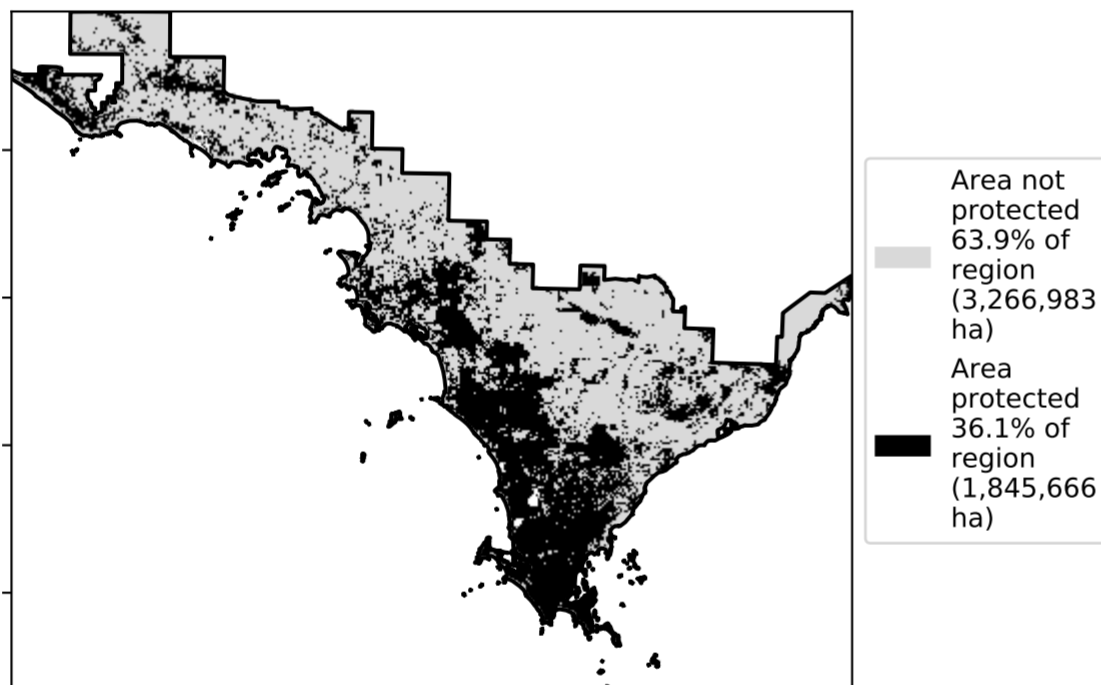 Area not
protected
63.9% of
region
(3,266,983
ha)
Area
protected
36.1% of
region
(1,845,666
ha)